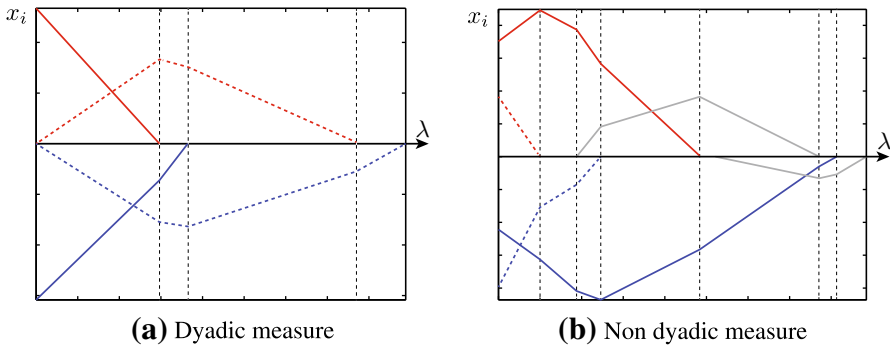 x_i
λ
(a) Dyadic measure
x_i
λ
(b) Non dyadic measure